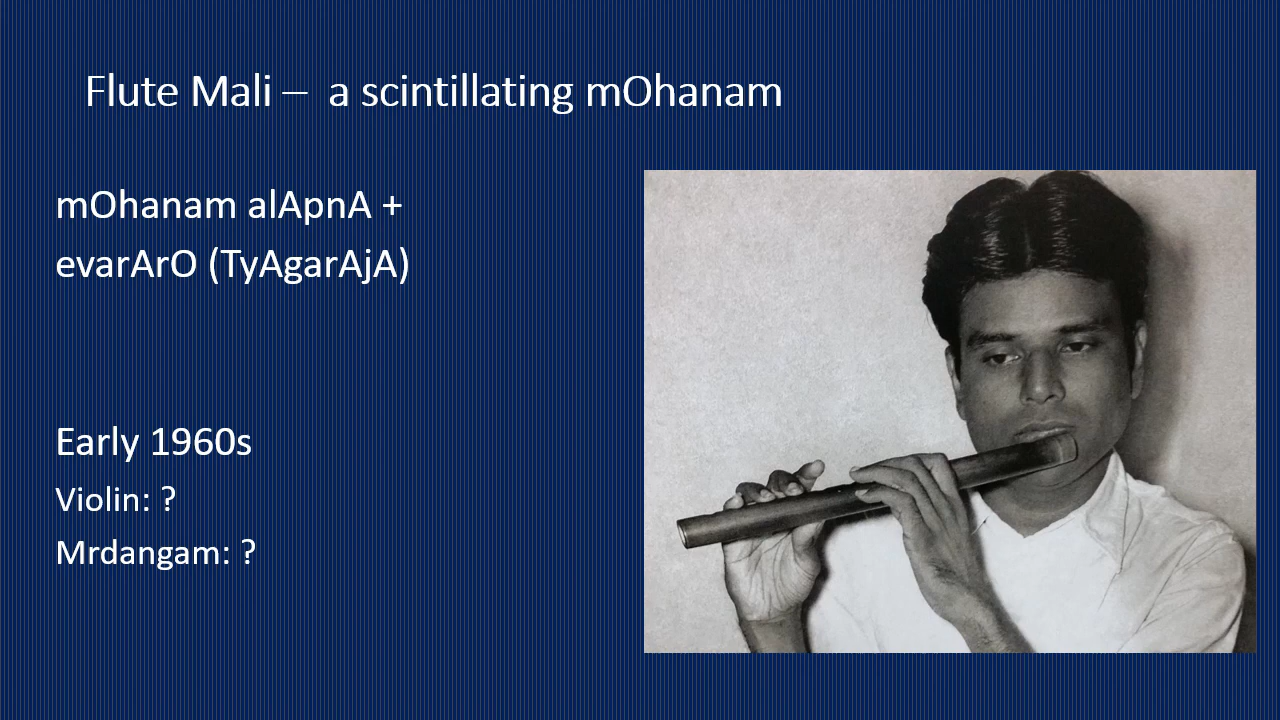 Flute Mali – a scintillating mOhanam
mOhanam alApnA +
evarArO (TyAgarAjA)
Early 1960s
Violin: ?
Mrdangam: ?